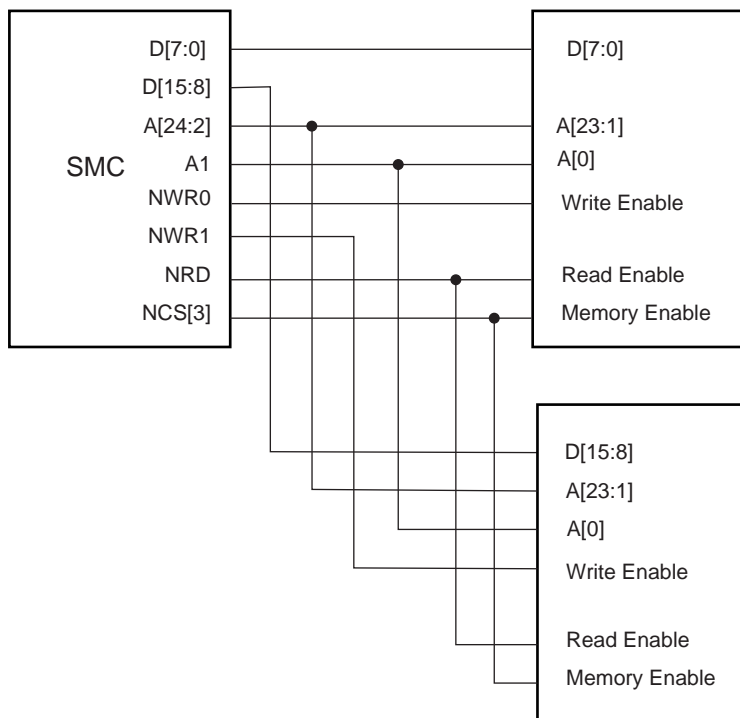 SMC
D[7:0]
D[15:8]
A[24:2]
A1
NWR0
NWR1
NRD
NCS[3]
D[7:0]
A[23:1]
A[0]
Write Enable
Read Enable
Memory Enable
D[15:8]
A[23:1]
A[0]
Write Enable
Read Enable
Memory Enable